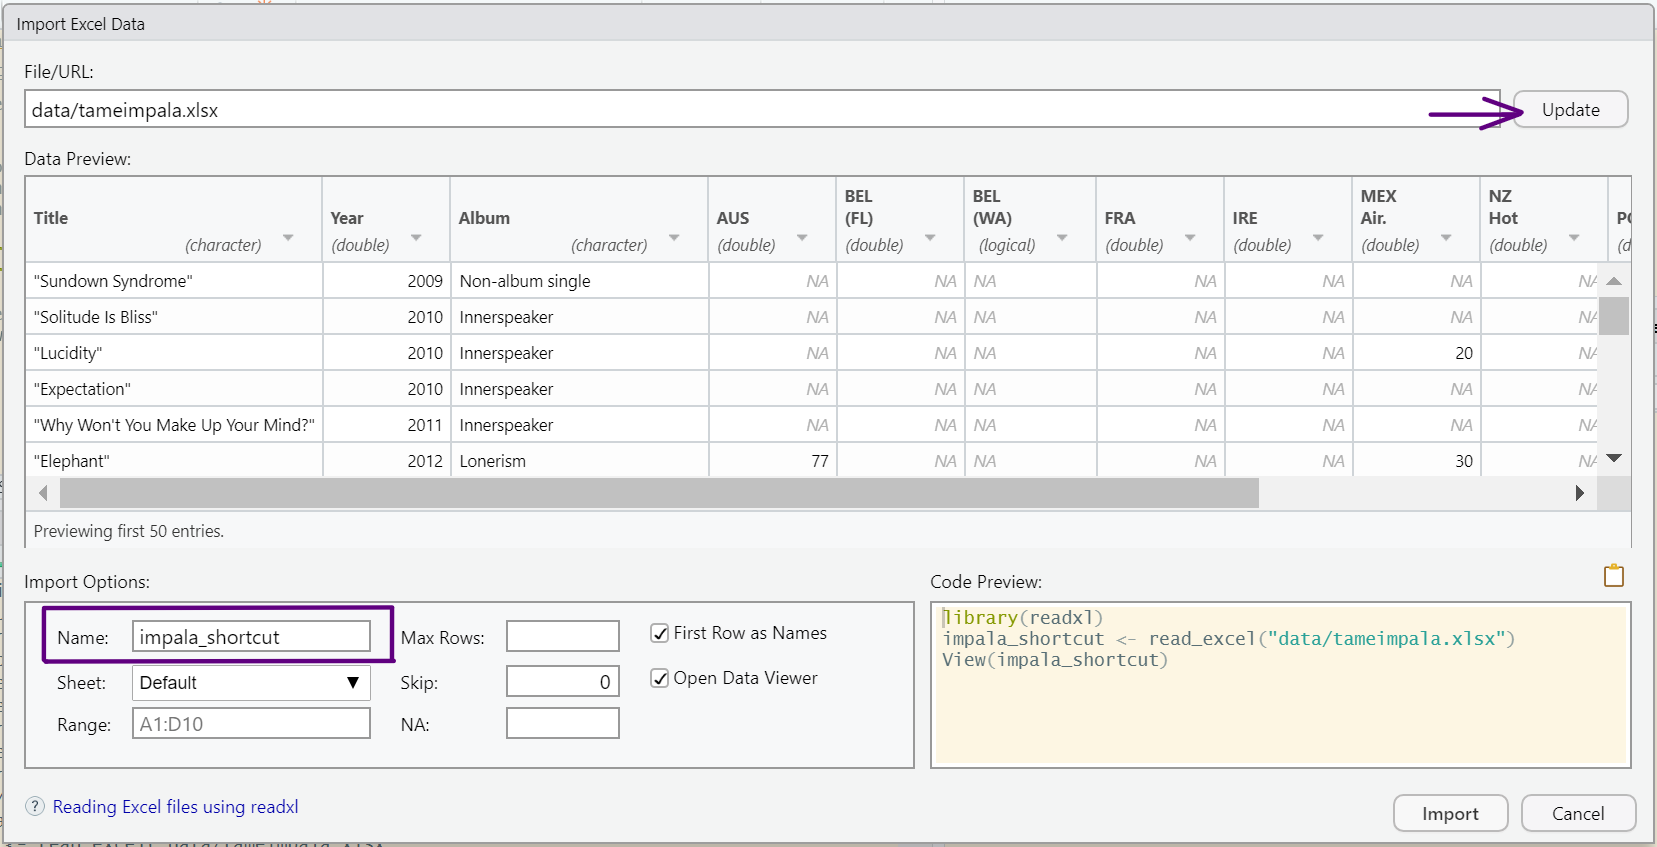 Import Excel Data
File/URL:
data/tameimpala.xlsx
Update
Data Preview:
Title (character) Year (double) Album (character) AUS (double) BEL (FL) (double) BEL (WA) (logical) FRA (double) IRE (double) MEX Air. (double) NZ Hot (double)
"Sundown Syndrome" 2009 Non-album single NA NA NA NA NA NA NA
"Solitude Is Bliss" 2010 Innerspeaker NA NA NA NA NA NA NA
"Lucidity" 2010 Innerspeaker NA NA NA NA NA 20 NA
"Expectation" 2010 Innerspeaker NA NA NA NA NA NA NA
"Why Won't You Make Up Your Mind?" 2011 Innerspeaker NA NA NA NA NA NA NA
"Elephant" 2012 Lonerism 77 NA NA NA NA 30 NA
Previewing first 50 entries.
Import Options:
Name: impala_shortcut Max Rows: First Row as Names
Sheet: Default Skip: 0 Open Data Viewer
Range: A1:D10 NA:
Code Preview:
library(readxl)
impala_shortcut <- read_excel("data/tameimpala.xlsx")
View(impala_shortcut)
? Reading Excel files using readxl
Import
Cancel